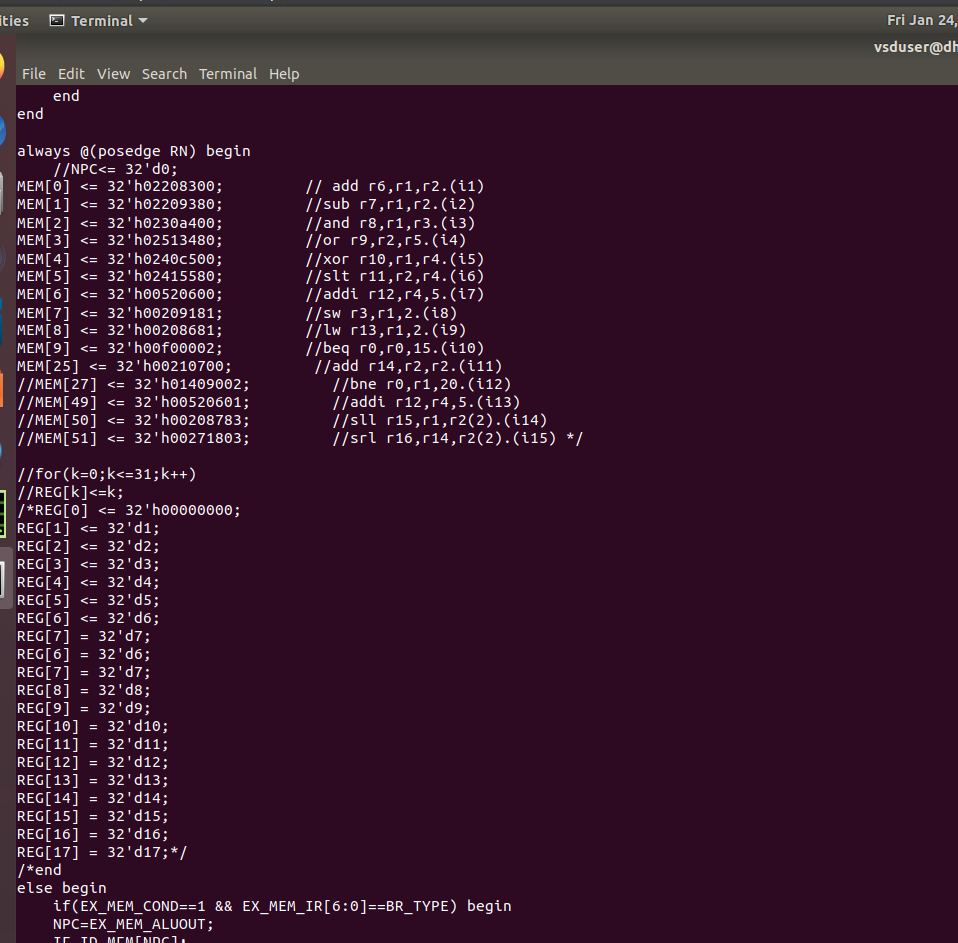 ities Terminal Fri Jan 24,
vsduser@dh
File Edit View Search Terminal Help
    end
end

always @(posedge RN) begin
    //NPC<= 32'd0;
MEM[0] <= 32'h02208300;         // add r6,r1,r2.(i1)
MEM[1] <= 32'h02209380;         //sub r7,r1,r2.(i2)
MEM[2] <= 32'h0230a400;         //and r8,r1,r3.(i3)
MEM[3] <= 32'h02513480;         //or r9,r2,r5.(i4)
MEM[4] <= 32'h0240c500;         //xor r10,r1,r4.(i5)
MEM[5] <= 32'h02415580;         //slt r11,r2,r4.(i6)
MEM[6] <= 32'h00520600;         //addi r12,r4,5.(i7)
MEM[7] <= 32'h00209181;         //sw r3,r1,2.(i8)
MEM[8] <= 32'h00208681;         //lw r13,r1,2.(i9)
MEM[9] <= 32'h00f00002;         //beq r0,r0,15.(i10)
MEM[25] <= 32'h00210700;         //add r14,r2,r2.(i11)
//MEM[27] <= 32'h01409002;         //bne r0,r1,20.(i12)
//MEM[49] <= 32'h00520601;         //addi r12,r4,5.(i13)
//MEM[50] <= 32'h00208783;         //sll r15,r1,r2(2).(i14)
//MEM[51] <= 32'h00271803;         //srl r16,r14,r2(2).(i15) */

//for(k=0;k<=31;k++)
//REG[k]<=k;
/*REG[0] <= 32'h00000000;
REG[1] <= 32'd1;
REG[2] <= 32'd2;
REG[3] <= 32'd3;
REG[4] <= 32'd4;
REG[5] <= 32'd5;
REG[6] <= 32'd6;
REG[7] = 32'd7;
REG[6] = 32'd6;
REG[7] = 32'd7;
REG[8] = 32'd8;
REG[9] = 32'd9;
REG[10] = 32'd10;
REG[11] = 32'd11;
REG[12] = 32'd12;
REG[13] = 32'd13;
REG[14] = 32'd14;
REG[15] = 32'd15;
REG[16] = 32'd16;
REG[17] = 32'd17;*/
/*end
else begin
    if(EX_MEM_COND==1 && EX_MEM_IR[6:0]==BR_TYPE) begin
    NPC=EX_MEM_ALUOUT;